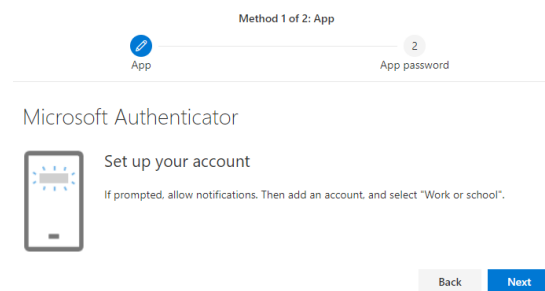 Method 1 of 2: App
2
App
App password
Microsoft Authenticator
Set up your account
If prompted, allow notifications. Then add an account, and select "Work or school".
Back
Next